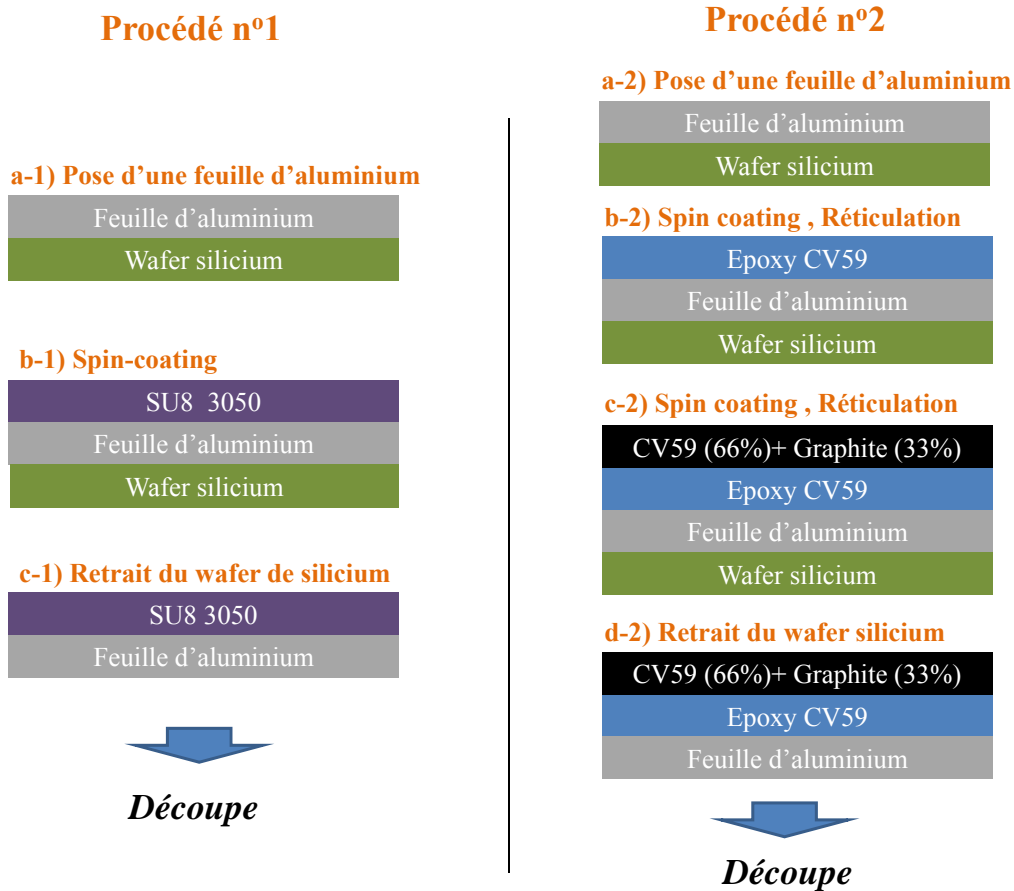 Procédé nº1
a-1) Pose d'une feuille d'aluminium
Feuille d'aluminium
Wafer silicium
b-1) Spin-coating
SU8 3050
Feuille d'aluminium
Wafer silicium
c-1) Retrait du wafer de silicium
SU8 3050
Feuille d'aluminium
Découpe
Procédé nº2
a-2) Pose d'une feuille d'aluminium
Feuille d'aluminium
Wafer silicium
b-2) Spin coating , Réticulation
Epoxy CV59
Feuille d'aluminium
Wafer silicium
c-2) Spin coating , Réticulation
CV59 (66%)+ Graphite (33%)
Epoxy CV59
Feuille d'aluminium
Wafer silicium
d-2) Retrait du wafer silicium
CV59 (66%)+ Graphite (33%)
Epoxy CV59
Feuille d'aluminium
Découpe